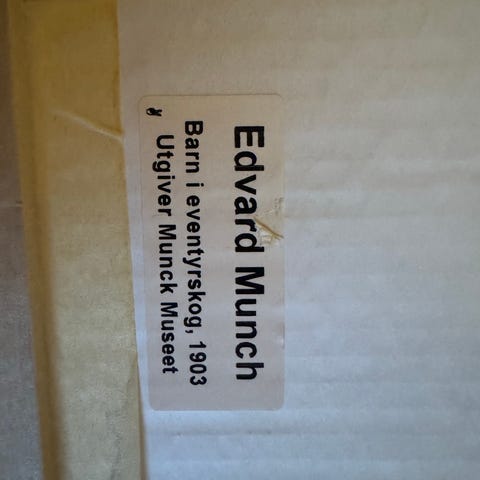 Edvard Munch
Barn i eventyrskog, 1903
Utgiver Munck Museet